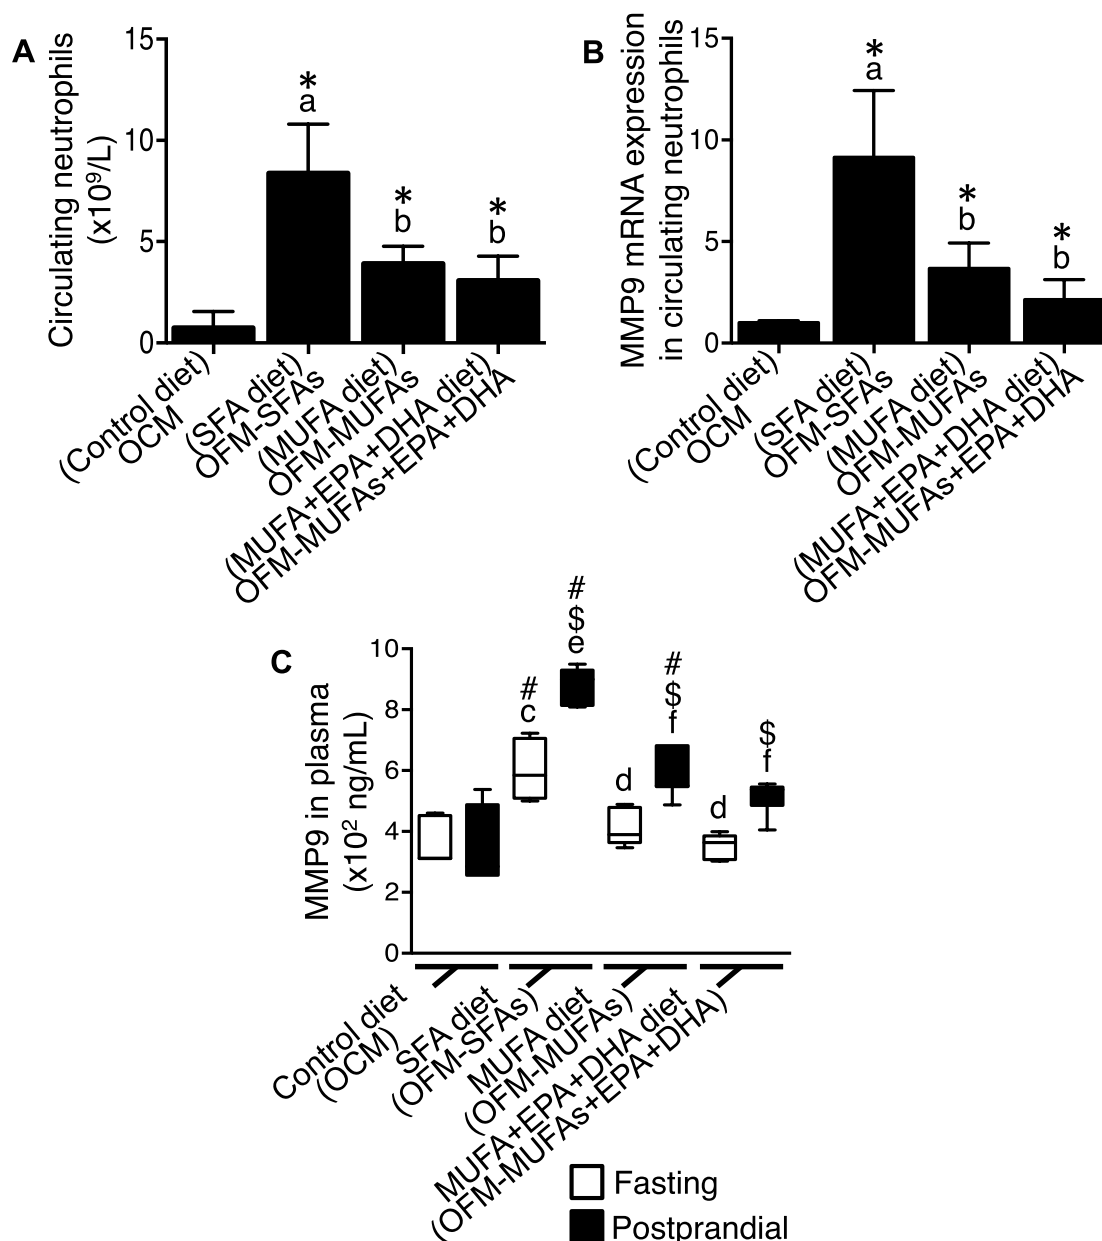 A
Circulating neutrophils
(x10⁹/L)
15
10
5
0
*
a
*
b
*
b
(Control diet)
OCM
(SFA diet)
OFM-SFAs
(MUFA diet)
OFM-MUFAs
(MUFA+EPA+DHA diet)
OFM-MUFAs+EPA+DHA
B
MMP9 mRNA expression
in circulating neutrophils
15
10
5
0
*
a
*
b
*
b
(Control diet)
OCM
(SFA diet)
OFM-SFAs
(MUFA diet)
OFM-MUFAs
(MUFA+EPA+DHA diet)
OFM-MUFAs+EPA+DHA
C
MMP9 in plasma
(x10² ng/mL)
10
8
6
4
2
0
#
c
#
$
e
d
#
$
f
d
$
f
Control diet
(OCM)
SFA diet
(OFM-SFAs)
MUFA diet
(OFM-MUFAs)
MUFA+EPA+DHA diet
(OFM-MUFAs+EPA+DHA)
Fasting
Postprandial